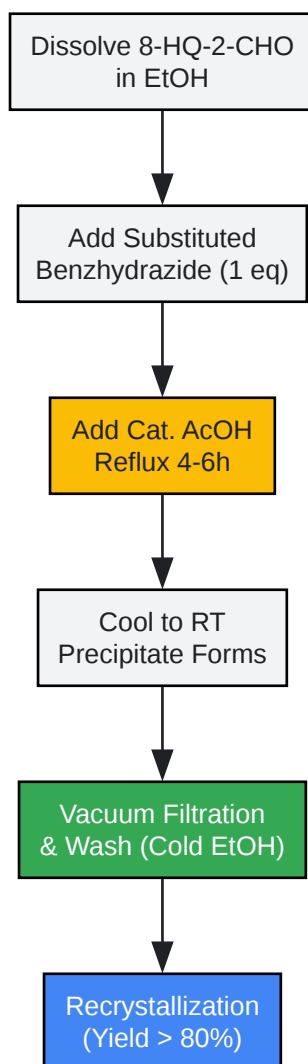 Dissolve 8-HQ-2-CHO
in EtOH
Add Substituted
Benzhydrazide (1 eq)
Add Cat. AcOH
Reflux 4-6h
Cool to RT
Precipitate Forms
Vacuum Filtration
& Wash (Cold EtOH)
Recrystallization
(Yield > 80%)